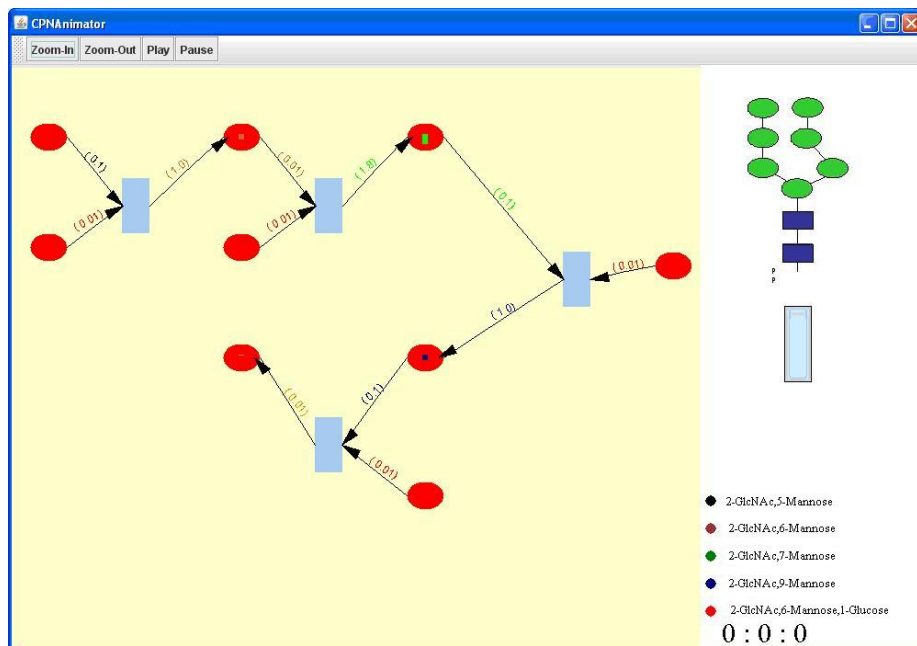 CPNAnimator
Zoom-In Zoom-Out Play Pause
(0.1)
(1.0)
(0.01)
(0.01)
(1.8)
(0.01)
(0.1)
(0.01)
(1.0)
(0.1)
(0.01)
(0.01)
P
P
2-GlcNAc,5-Mannose
2-GlcNAc,6-Mannose
2-GlcNAc,7-Mannose
2-GlcNAc,9-Mannose
2-GlcNAc,6-Mannose,1-Glucose
0 : 0 : 0